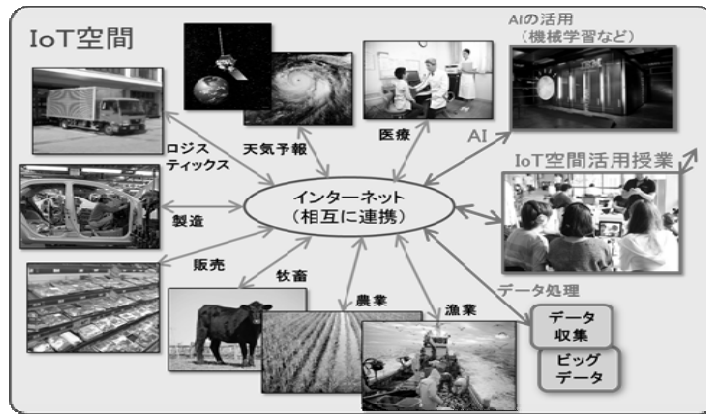 IoT空間
AIの活用
（機械学習など）
天気予報
医療
AI
ロジス
ティックス
IoT空間活用授業
インターネット
（相互に連携）
製造
販売
牧畜
農業
漁業
データ処理
データ
収集
ビッグ
データ